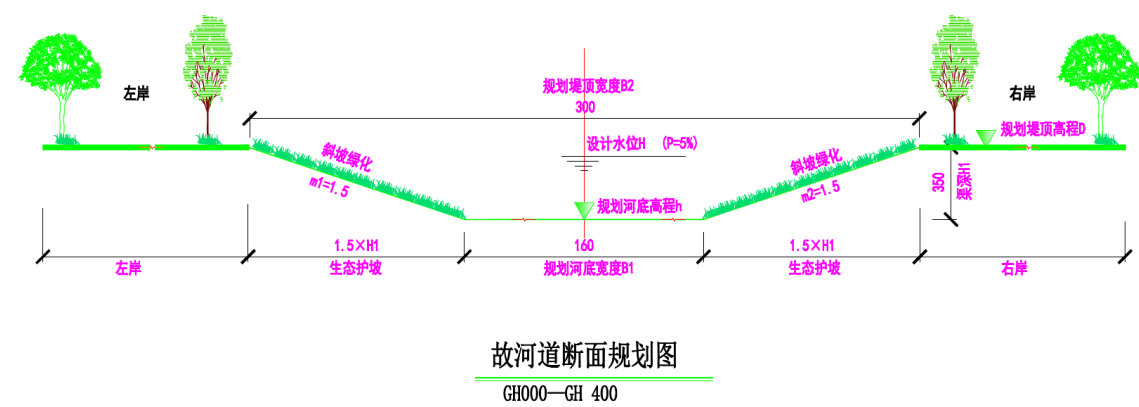 左岸
规划堤顶宽度B2
300
右岸
设计水位H (P=5%)
规划堤顶高程D
斜坡绿化
m1=1.5
斜坡绿化
m2=1.5
350
渠深H1
规划河底高程h
1.5×H1
160
1.5×H1
左岸
生态护坡
规划河底宽度B1
生态护坡
右岸
故河道断面规划图
GH000—GH 400